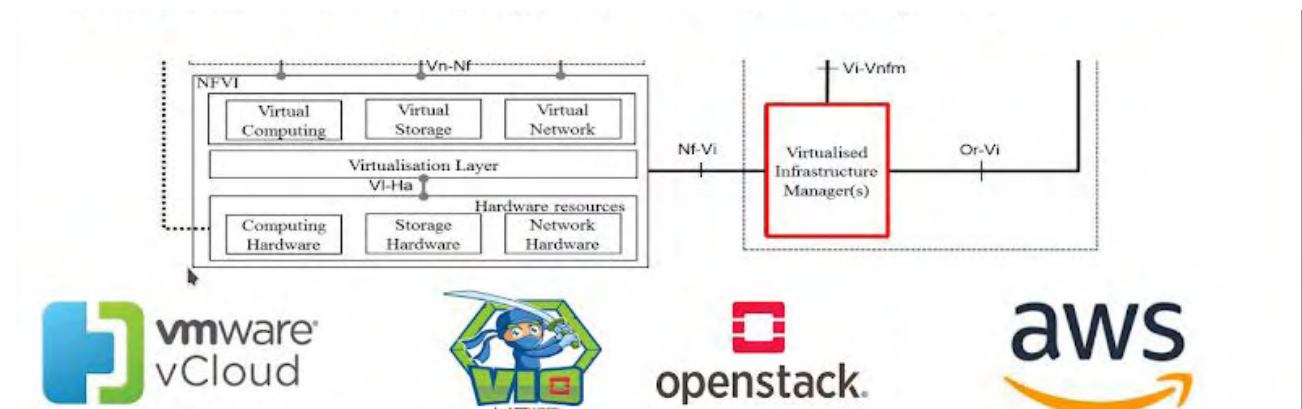 Vn-Nf
Vi-Vnfm
NFVI
Virtual
Computing
Virtual
Storage
Virtual
Network
Virtualisation Layer
Nf-Vi
Virtualised
Infrastructure
Manager(s)
Or-Vi
Vl-Ha
Hardware resources
Computing
Hardware
Storage
Hardware
Network
Hardware
vmware
vCloud
VIO
openstack.
aws